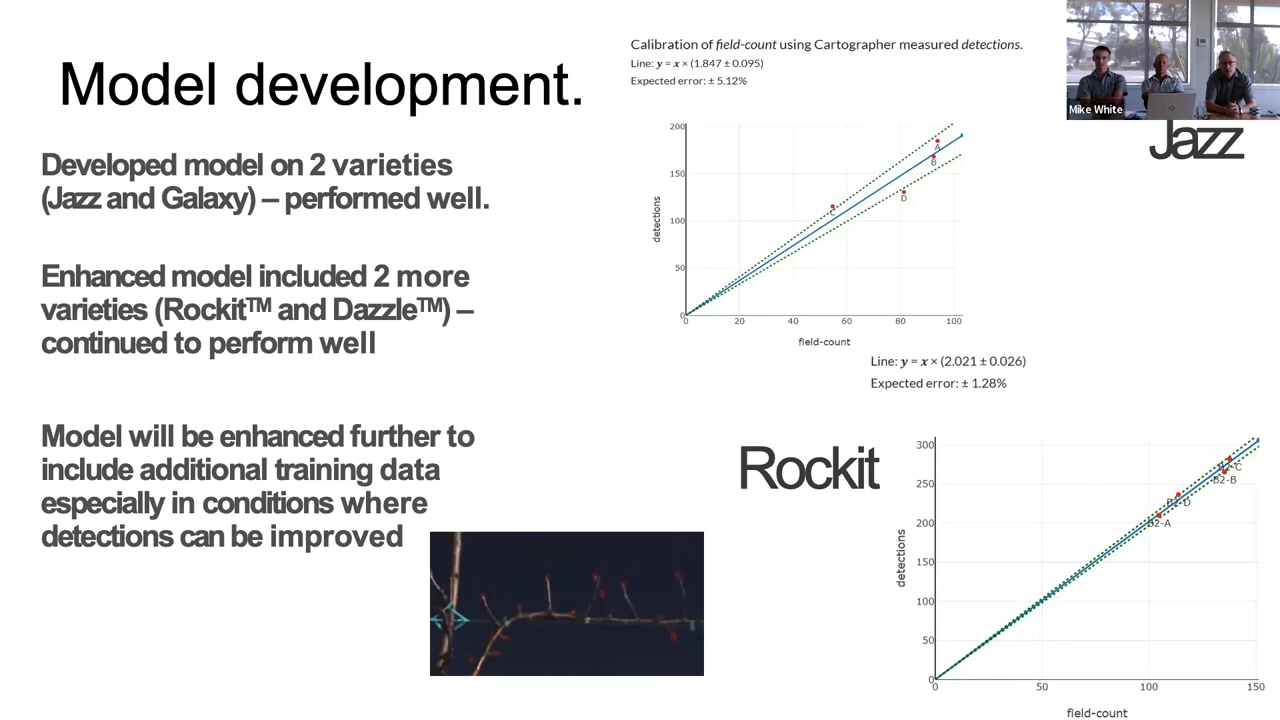 Model development.
Developed model on 2 varieties
(Jazz and Galaxy) – performed well.
Enhanced model included 2 more
varieties (Rockit™ and Dazzle™) –
continued to perform well
Model will be enhanced further to
include additional training data
especially in conditions where
detections can be improved
Calibration of field-count using Cartographer measured detections.
Line: y = x × (1.847 ± 0.095)
Expected error: ± 5.12%
200
150
100
50
0
detections
A
B
C
D
0 20 40 60 80 100
field-count
Mike White
Jazz
Line: y = x × (2.021 ± 0.026)
Expected error: ± 1.28%
Rockit
300
250
200
150
100
50
0
detections
B2-C
B2-B
B2-D
B2-A
0 50 100 150
field-count